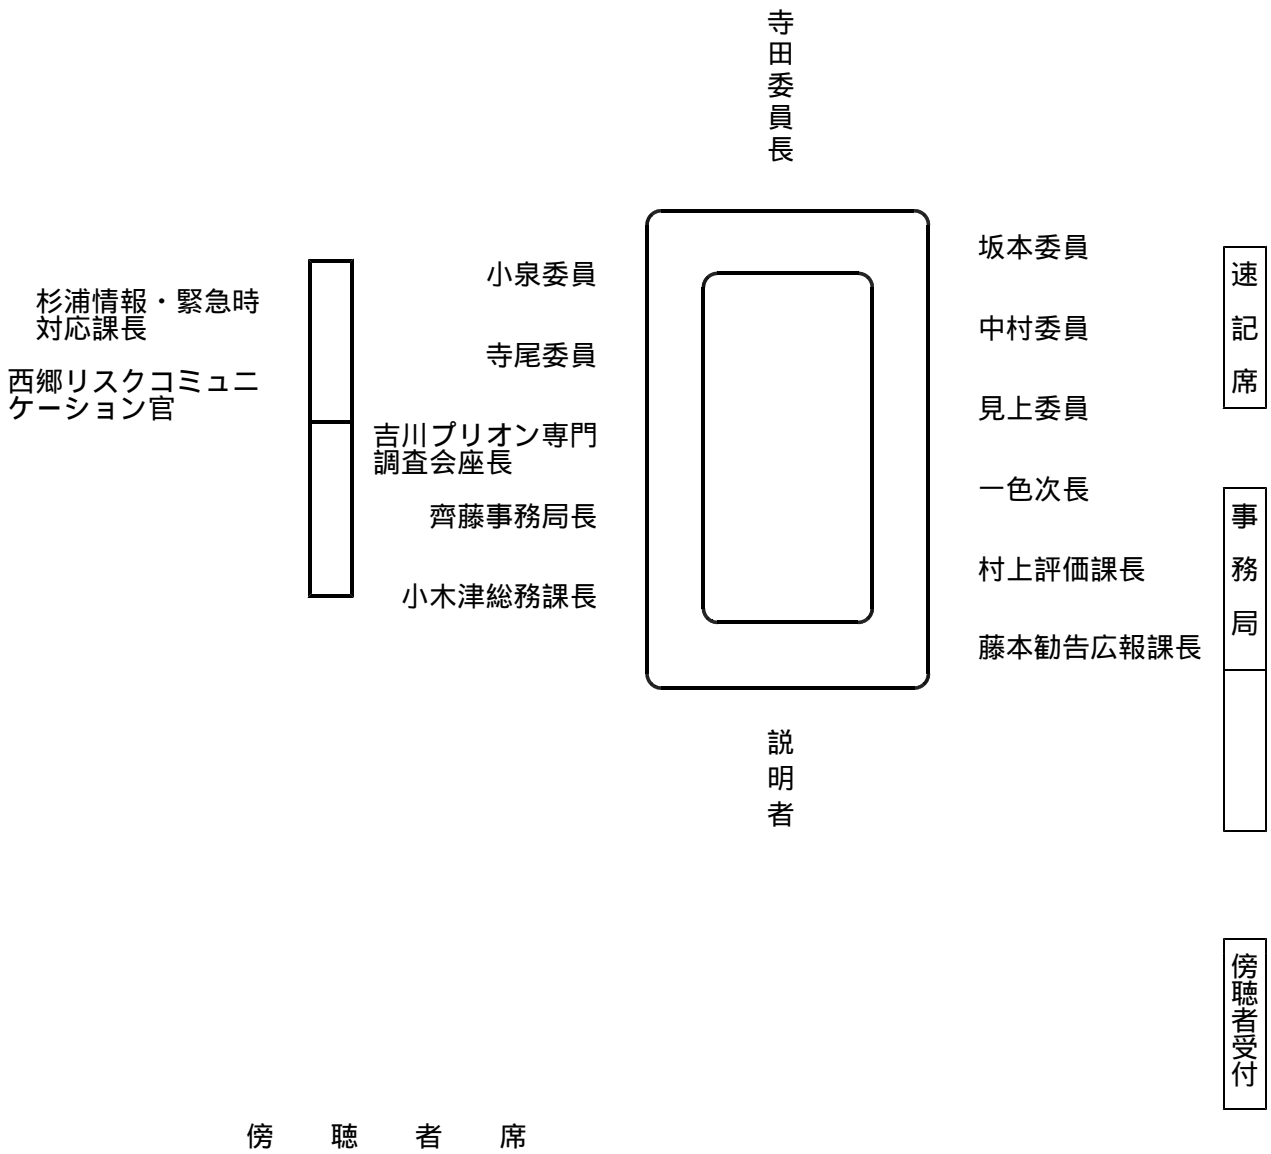 寺田委員長
坂本委員
小泉委員
速記席
杉浦情報・緊急時
対応課長
中村委員
寺尾委員
西郷リスクコミュニ
ケーション官
見上委員
吉川プリオン専門
調査会座長
一色次長
事務局
齊藤事務局長
村上評価課長
小木津総務課長
藤本勧告広報課長
説明者
傍聴者受付
傍聴者席